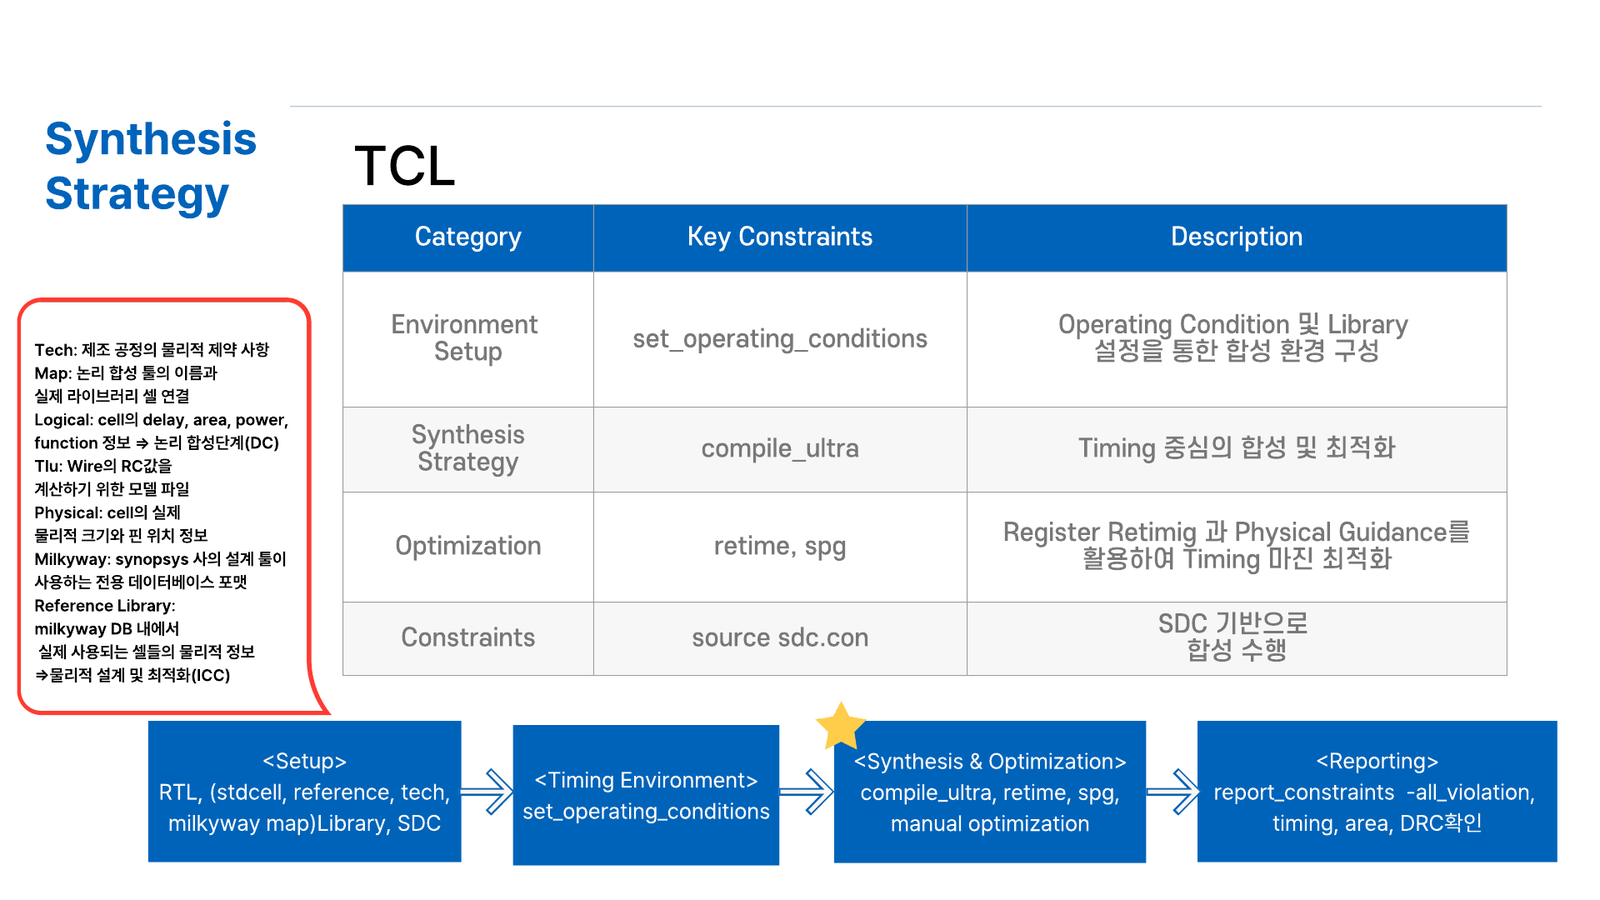 Synthesis
Strategy
TCL
Category
Key Constraints
Description
Environment
Setup
set_operating_conditions
Operating Condition 및 Library
설정을 통한 합성 환경 구성
Synthesis
Strategy
compile_ultra
Timing 중심의 합성 및 최적화
Optimization
retime, spg
Register Retimig 과 Physical Guidance를
활용하여 Timing 마진 최적화
Constraints
source sdc.con
SDC 기반으로
합성 수행
Tech: 제조 공정의 물리적 제약 사항
Map: 논리 합성 툴의 이름과
실제 라이브러리 셀 연결
Logical: cell의 delay, area, power,
function 정보 ⇒ 논리 합성단계(DC)
Tlu: Wire의 RC값을
계산하기 위한 모델 파일
Physical: cell의 실제
물리적 크기와 핀 위치 정보
Milkyway: synopsys 사의 설계 툴이
사용하는 전용 데이터베이스 포맷
Reference Library:
milkyway DB 내에서
실제 사용되는 셀들의 물리적 정보
⇒물리적 설계 및 최적화(ICC)
<Setup>
RTL, (stdcell, reference, tech,
milkyway map)Library, SDC
<Timing Environment>
set_operating_conditions
<Synthesis & Optimization>
compile_ultra, retime, spg,
manual optimization
<Reporting>
report_constraints -all_violation,
timing, area, DRC확인